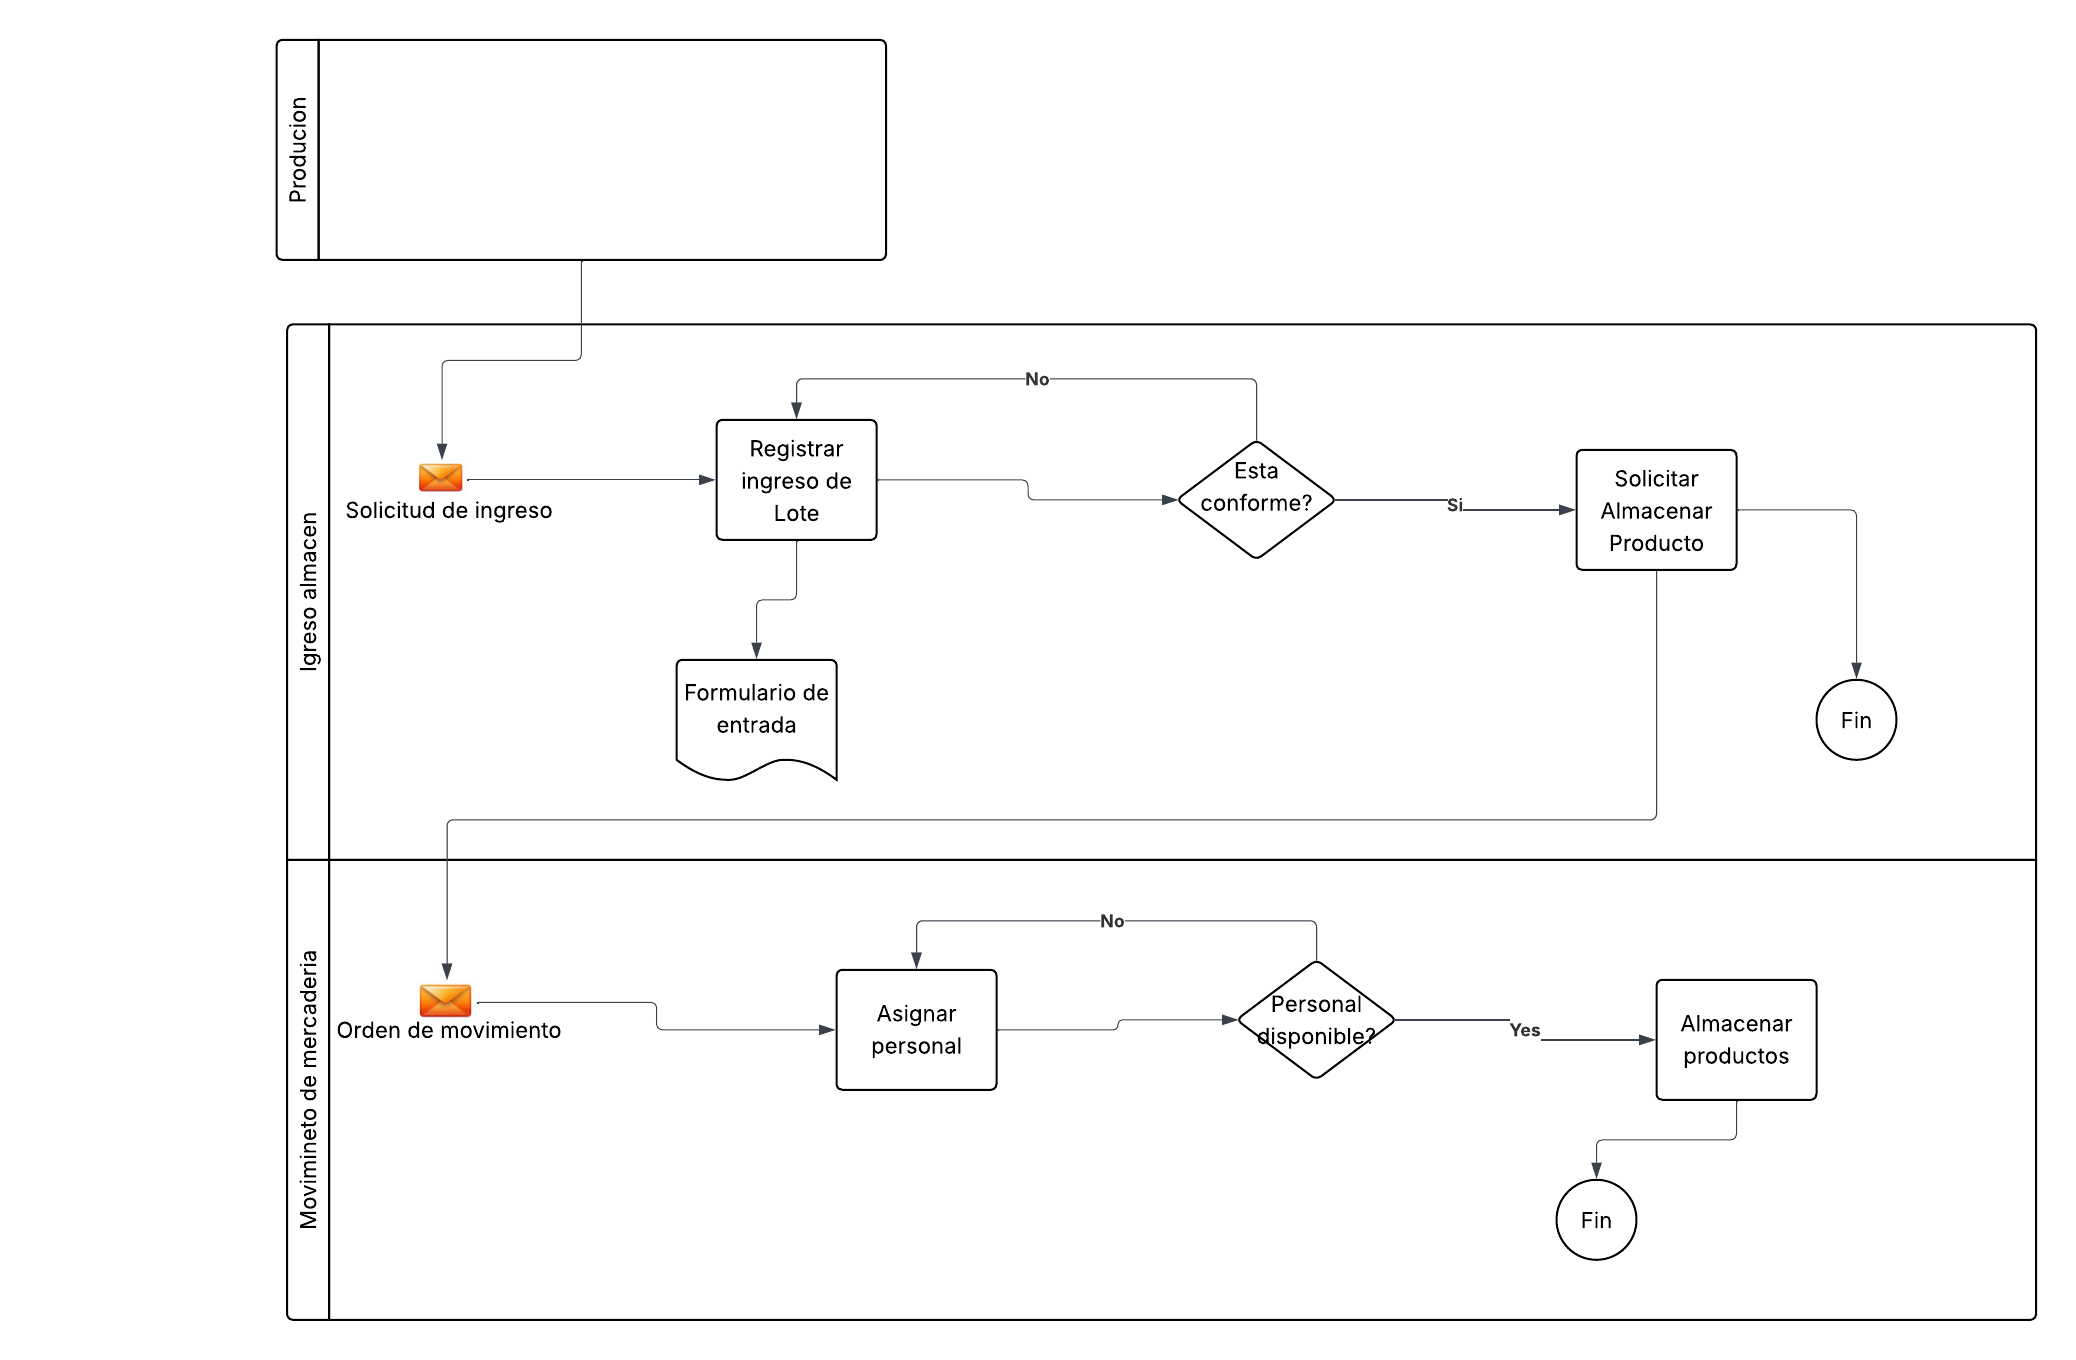 Producion
Igreso almacen
No
Solicitud de ingreso
Registrar
ingreso de
Lote
Esta
conforme?
Si
Solicitar
Almacenar
Producto
Formulario de
entrada
Fin
Movimineto de mercaderia
No
Orden de movimiento
Asignar
personal
Personal
disponible?
Yes
Almacenar
productos
Fin